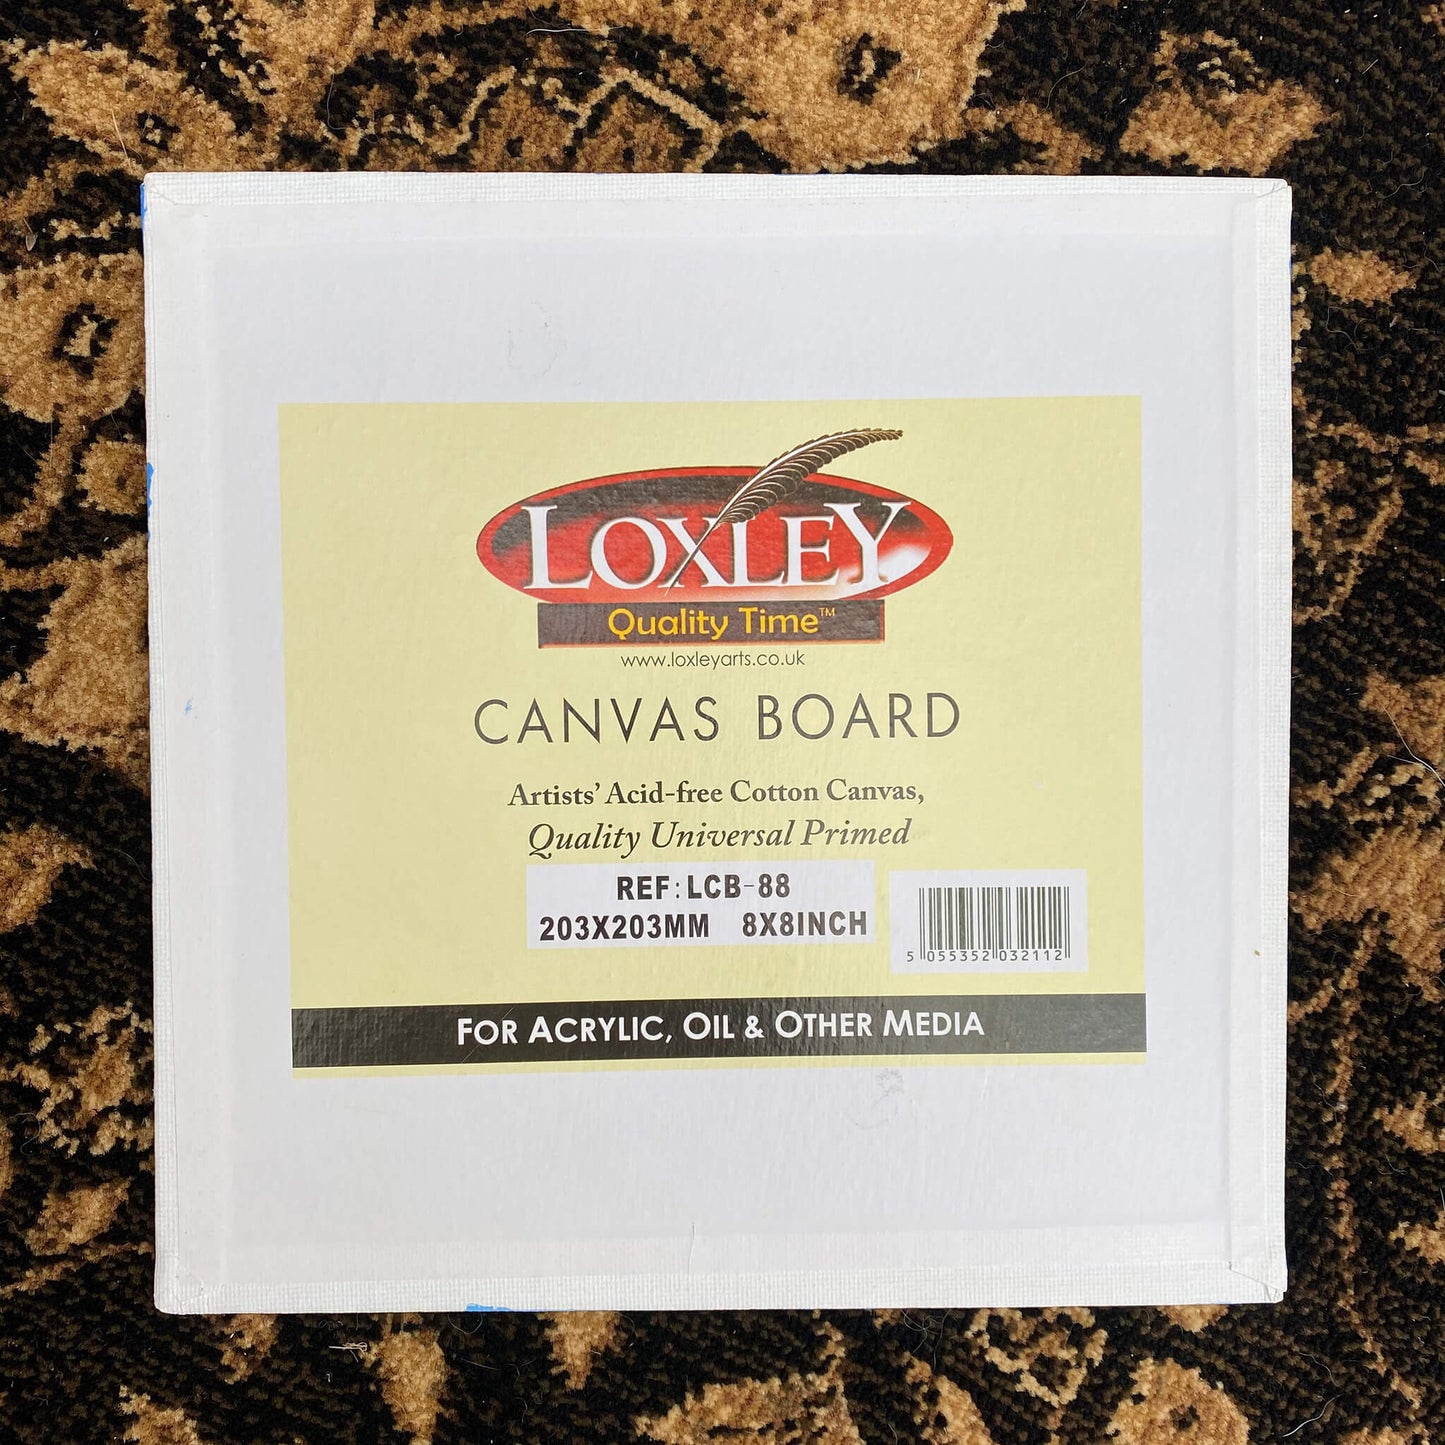 LOXLEY
Quality Time™
www.loxleyarts.co.uk
CANVAS BOARD
Artists' Acid-free Cotton Canvas,
Quality Universal Primed
REF:LCB-88
203X203MM 8X8INCH
5 055352 032112
FOR ACRYLIC, OIL & OTHER MEDIA